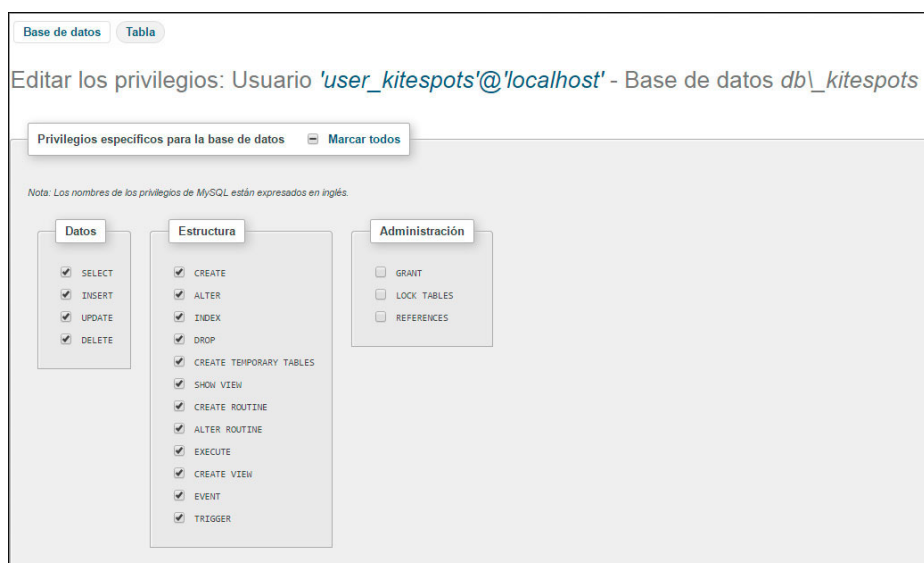 Base de datos Tabla
Editar los privilegios: Usuario 'user_kitespots'@'localhost' - Base de datos db\_kitespots
Privilegios específicos para la base de datos Marcar todos
Nota: Los nombres de los privilegios de MySQL están expresados en inglés.
Datos
SELECT
INSERT
UPDATE
DELETE
Estructura
CREATE
ALTER
INDEX
DROP
CREATE TEMPORARY TABLES
SHOW VIEW
CREATE ROUTINE
ALTER ROUTINE
EXECUTE
CREATE VIEW
EVENT
TRIGGER
Administración
GRANT
LOCK TABLES
REFERENCES